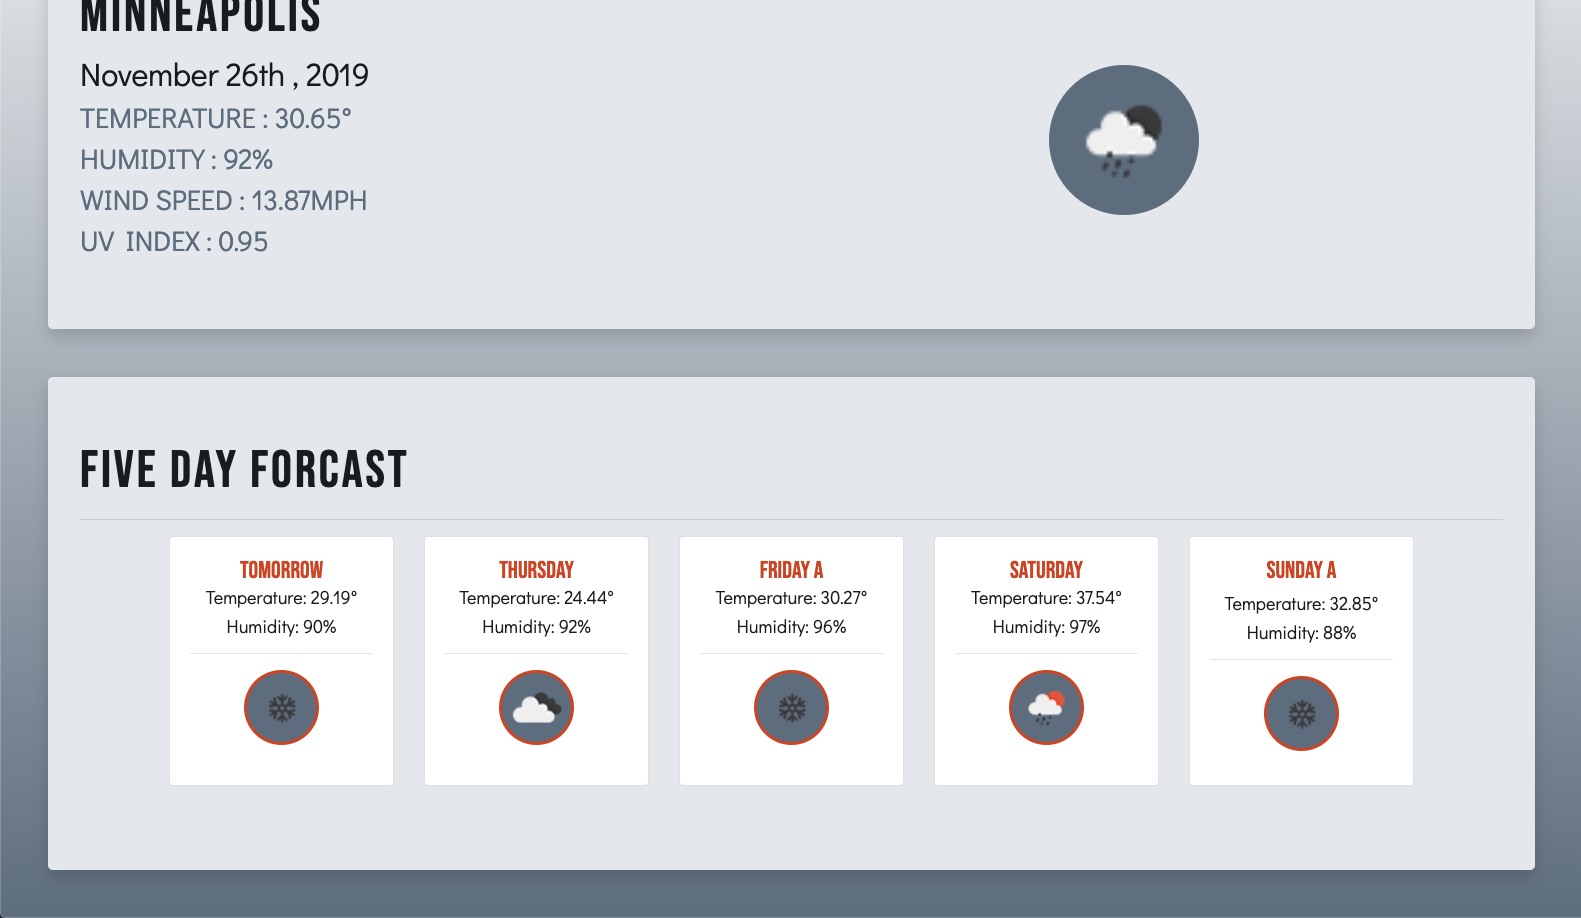 MINNEAPOLIS
November 26th , 2019
TEMPERATURE : 30.65°
HUMIDITY : 92%
WIND SPEED : 13.87MPH
UV INDEX : 0.95
FIVE DAY FORCAST
TOMORROW
Temperature: 29.19°
Humidity: 90%
THURSDAY
Temperature: 24.44°
Humidity: 92%
FRIDAY A
Temperature: 30.27°
Humidity: 96%
SATURDAY
Temperature: 37.54°
Humidity: 97%
SUNDAY A
Temperature: 32.85°
Humidity: 88%